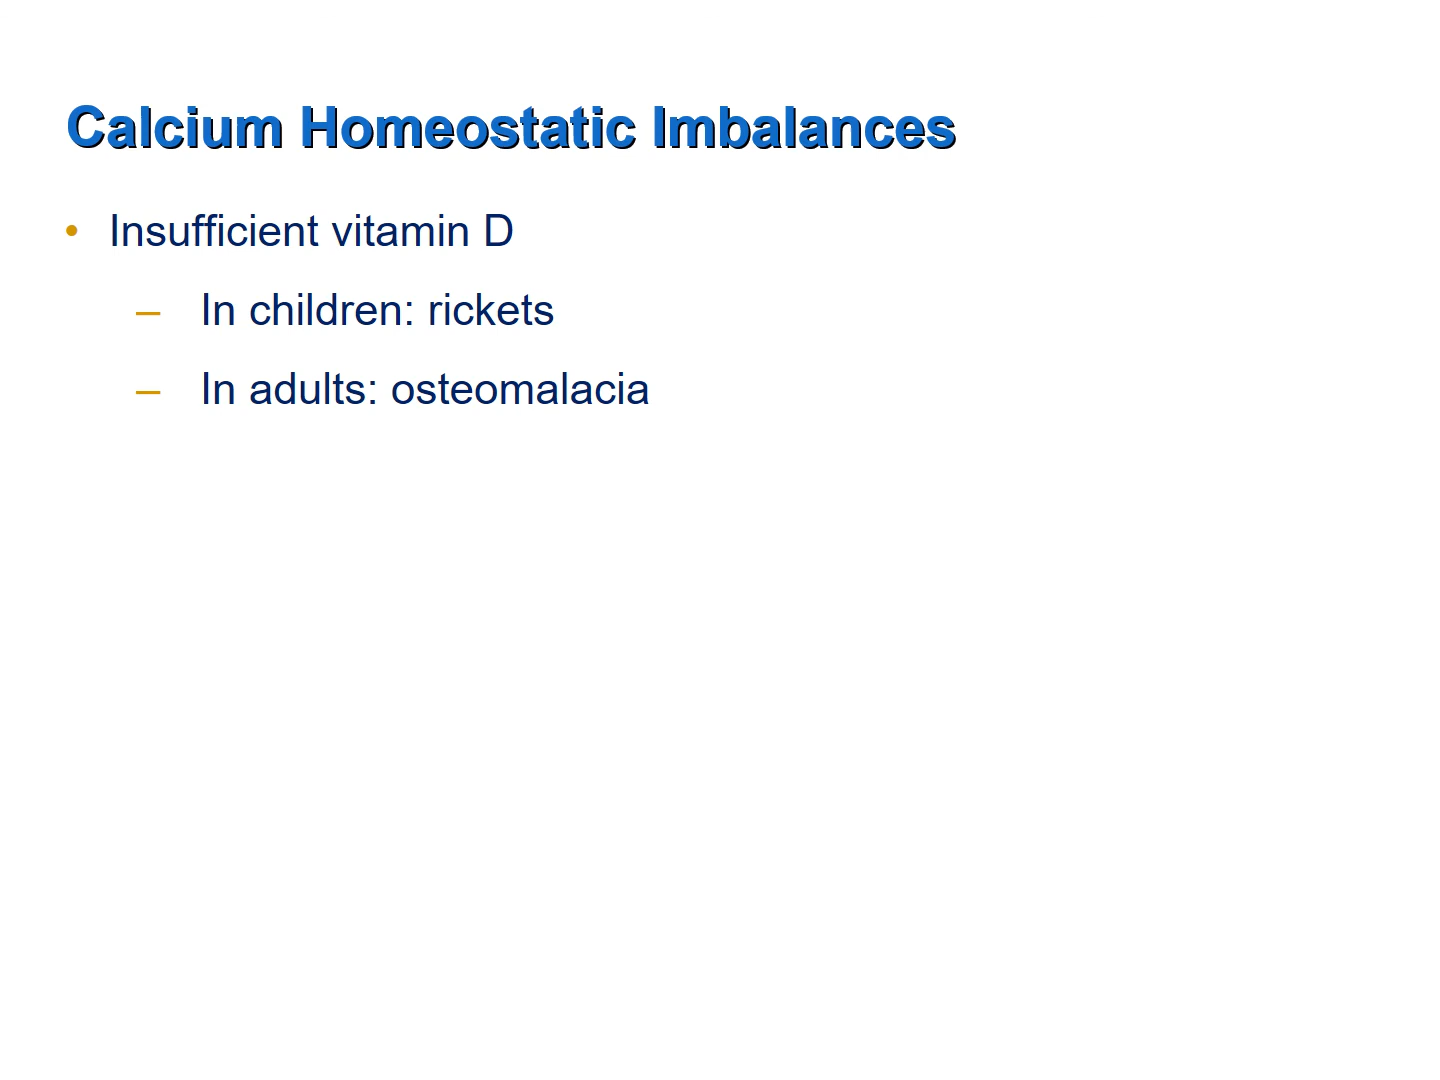 Calcium Homeostatic Imbalances
• Insufficient vitamin D
– In children: rickets
– In adults: osteomalacia